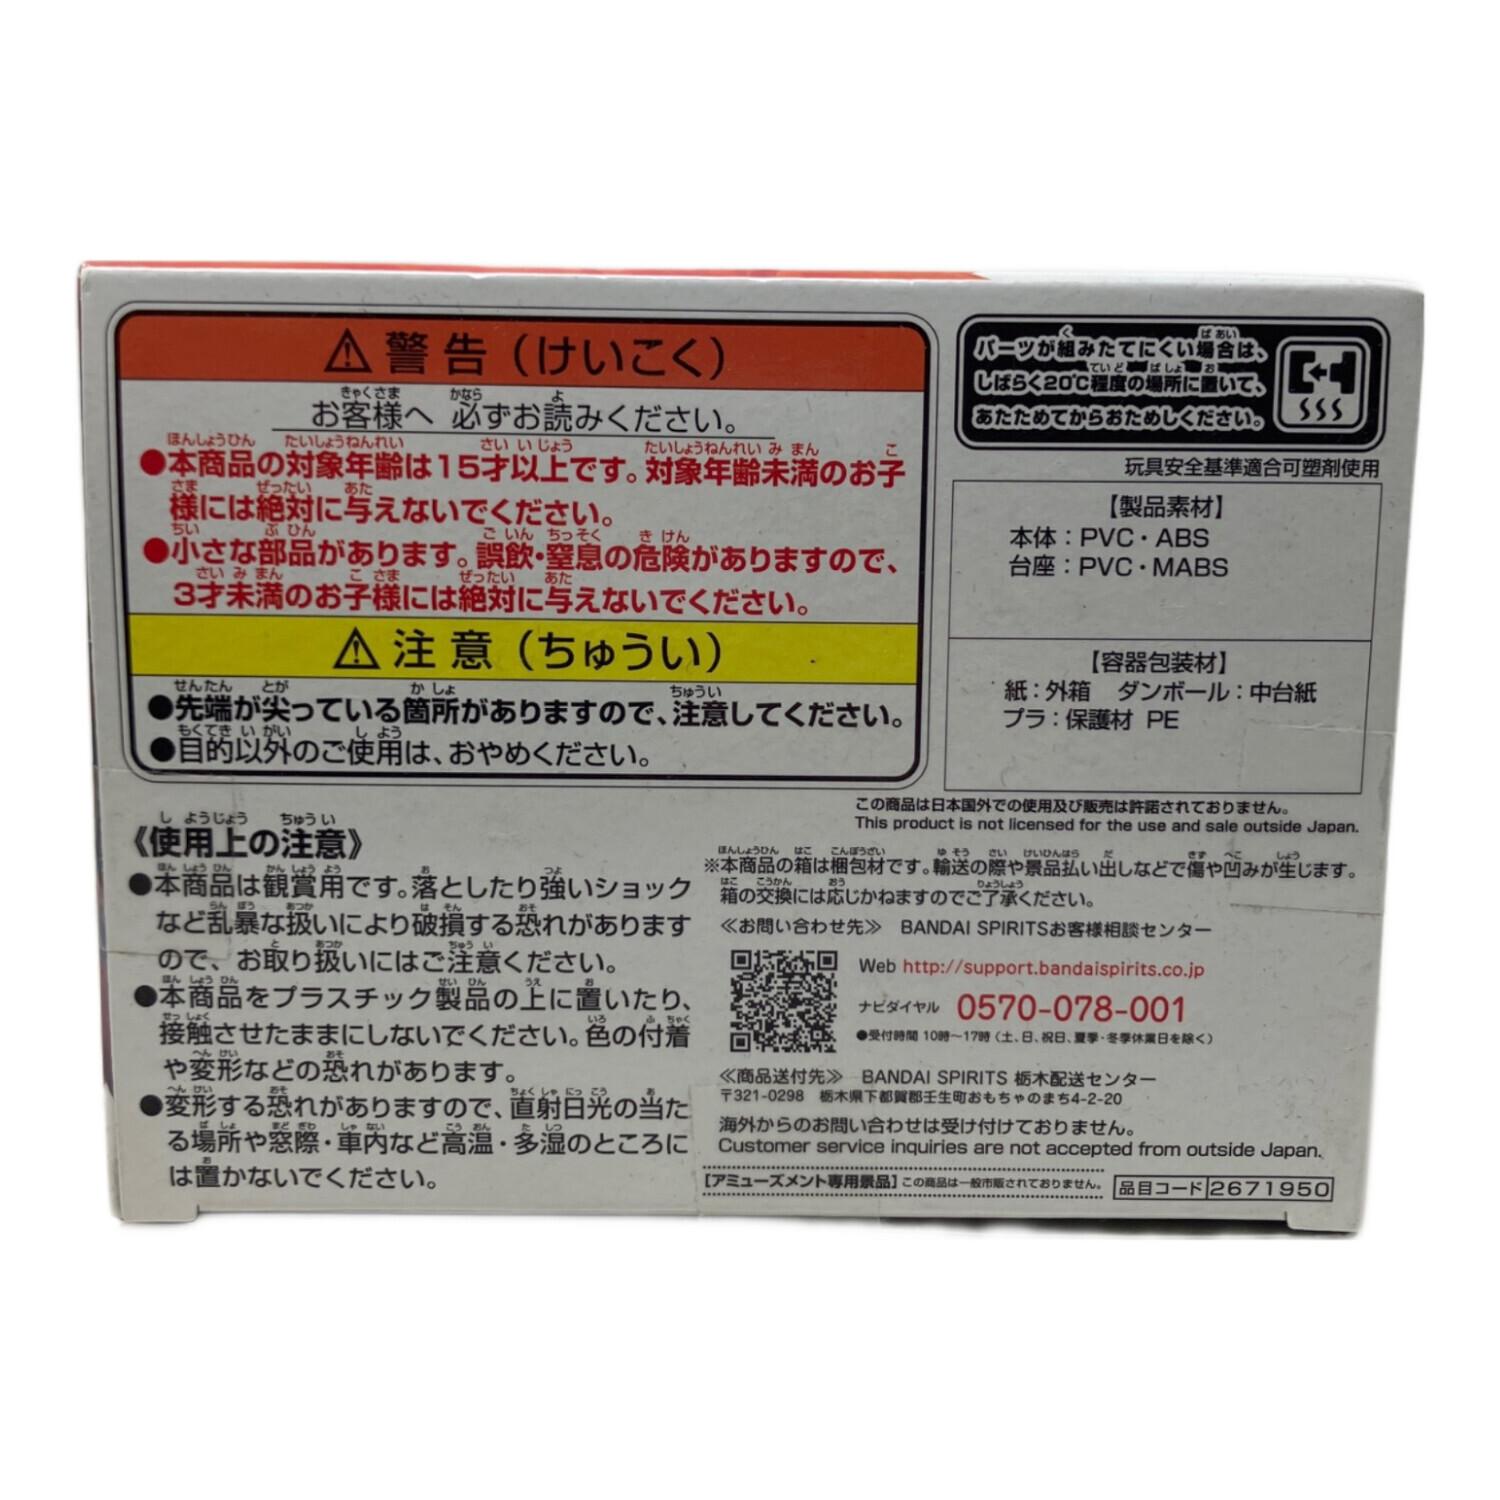 警告（けいこく）
お客様へ 必ずお読みください。
●本商品の対象年齢は15才以上です。対象年齢未満のお子
様には絶対に与えないでください。
●小さな部品があります。誤飲・窒息の危険がありますので、
3才未満のお子様には絶対に与えないでください。
注意（ちゅうい）
●先端が尖っている箇所がありますので、注意してください。
●目的以外のご使用は、おやめください。
パーツが組みたてにくい場合は、
しばらく20℃程度の場所に置いて、
あたためてからおためしください。
玩具安全基準適合可塑剤使用
【製品素材】
本体：PVC・ABS
台座：PVC・MABS
【容器包装材】
紙：外箱 ダンボール：中台紙
プラ：保護材 PE
この商品は日本国外での使用及び販売は許諾されておりません。
This product is not licensed for the use and sale outside Japan.
《使用上の注意》
●本商品は観賞用です。落としたり強いショック
など乱暴な扱いにより破損する恐れがあります
ので、お取り扱いにはご注意ください。
●本商品をプラスチック製品の上に置いたり、
接触させたままにしないでください。色の付着
や変形などの恐れがあります。
●変形する恐れがありますので、直射日光の当た
る場所や窓際・車内など高温・多湿のところに
は置かないでください。
※本商品の箱は梱包材です。輸送の際や景品払い出しなどで傷や凹みが生じます。
箱の交換には応じかねますのでご了承ください。
≪お問い合わせ先≫ BANDAI SPIRITSお客様相談センター
Web http://support.bandaispirits.co.jp
ナビダイヤル 0570-078-001
●受付時間 10時〜17時（土、日、祝日、夏季・冬季休業日を除く）
≪商品送付先≫ BANDAI SPIRITS 栃木配送センター
〒321-0298 栃木県下都賀郡壬生町おもちゃのまち4-2-20
海外からのお問い合わせは受け付けておりません。
Customer service inquiries are not accepted from outside Japan.
【アミューズメント専用景品】この商品は一般市販されておりません。
品目コード 2671950